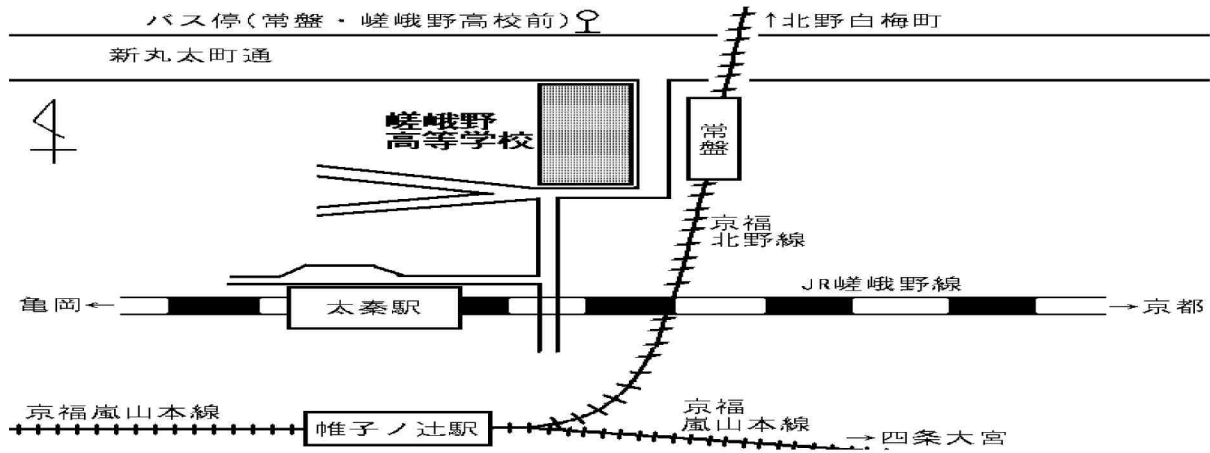 バス停(常盤・嵯峨野高校前)
↑北野白梅町
新丸太町通
嵯峨野
高等学校
常盤
京福
北野線
JR嵯峨野線
亀岡←
太秦駅
→京都
京福嵐山本線
帷子ノ辻駅
京福
嵐山本線
→四条大宮